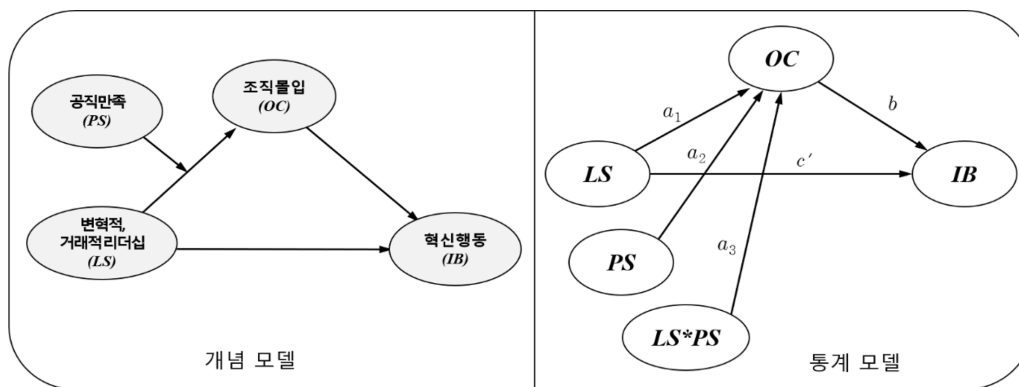 공직만족
(PS)
조직몰입
(OC)
변혁적,
거래적리더십
(LS)
혁신행동
(IB)
개념 모델
OC
a₁
b
a₂
LS
c′
IB
PS
a₃
LS*PS
통계 모델